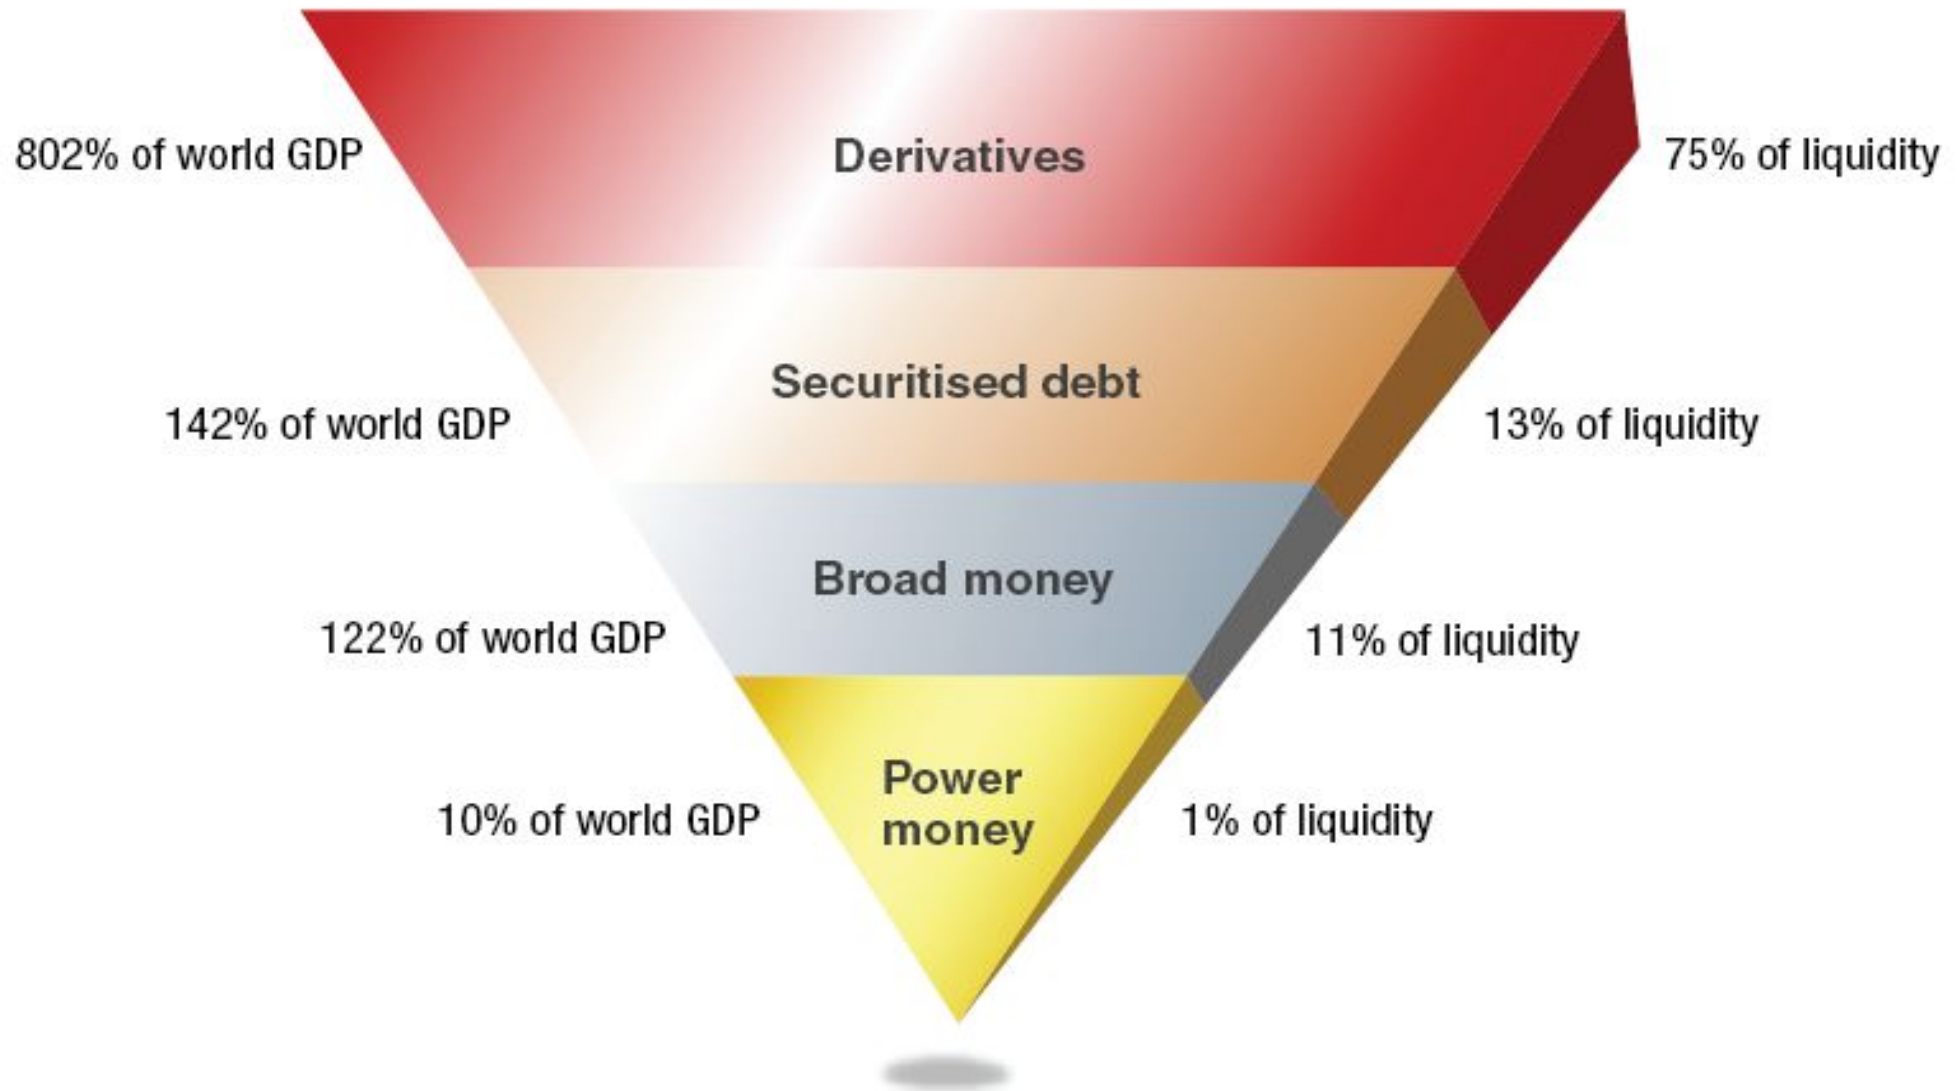 802% of world GDP
Derivatives
75% of liquidity
142% of world GDP
Securitised debt
13% of liquidity
122% of world GDP
Broad money
11% of liquidity
10% of world GDP
Power
money
1% of liquidity